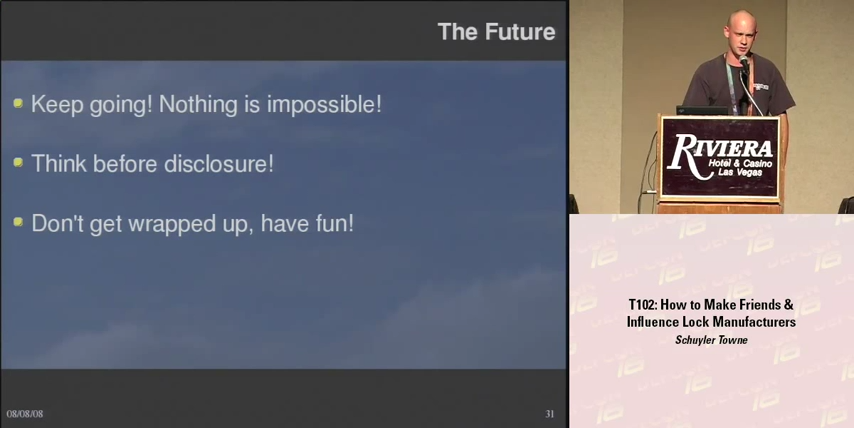 The Future
Keep going! Nothing is impossible!
Think before disclosure!
Don't get wrapped up, have fun!
08/08/08
31
RIVIERA
Hotel & Casino
Las Vegas
T102: How to Make Friends &
Influence Lock Manufacturers
Schuyler Towne